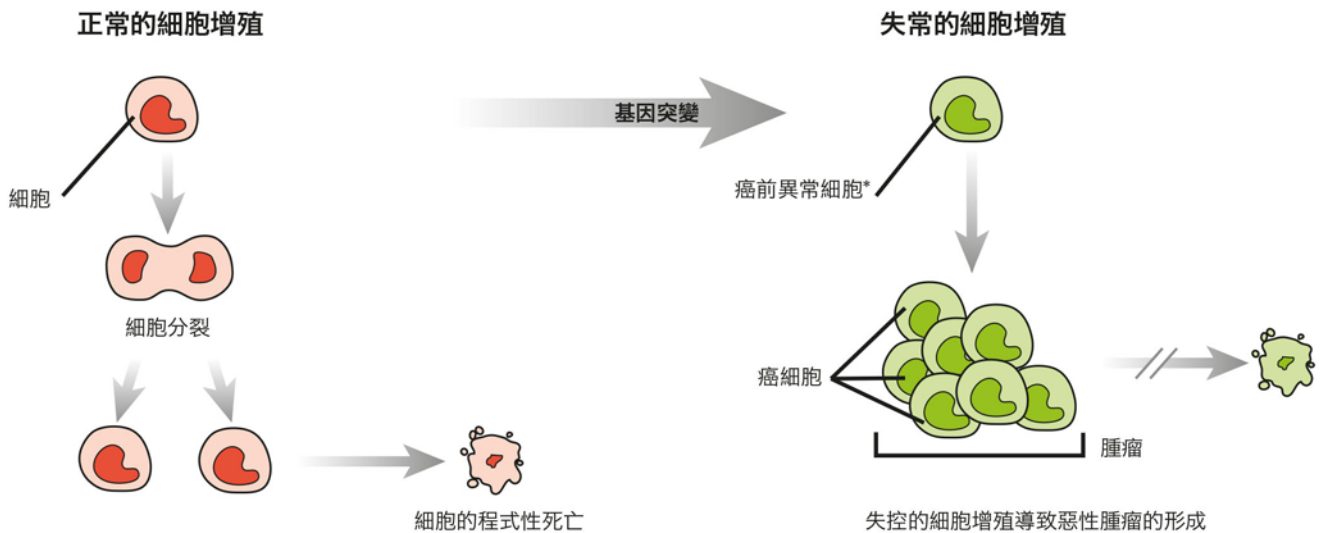 正常的細胞增殖
失常的細胞增殖
基因突變
細胞
癌前異常細胞*
細胞分裂
癌細胞
腫瘤
細胞的程式性死亡
失控的細胞增殖導致惡性腫瘤的形成